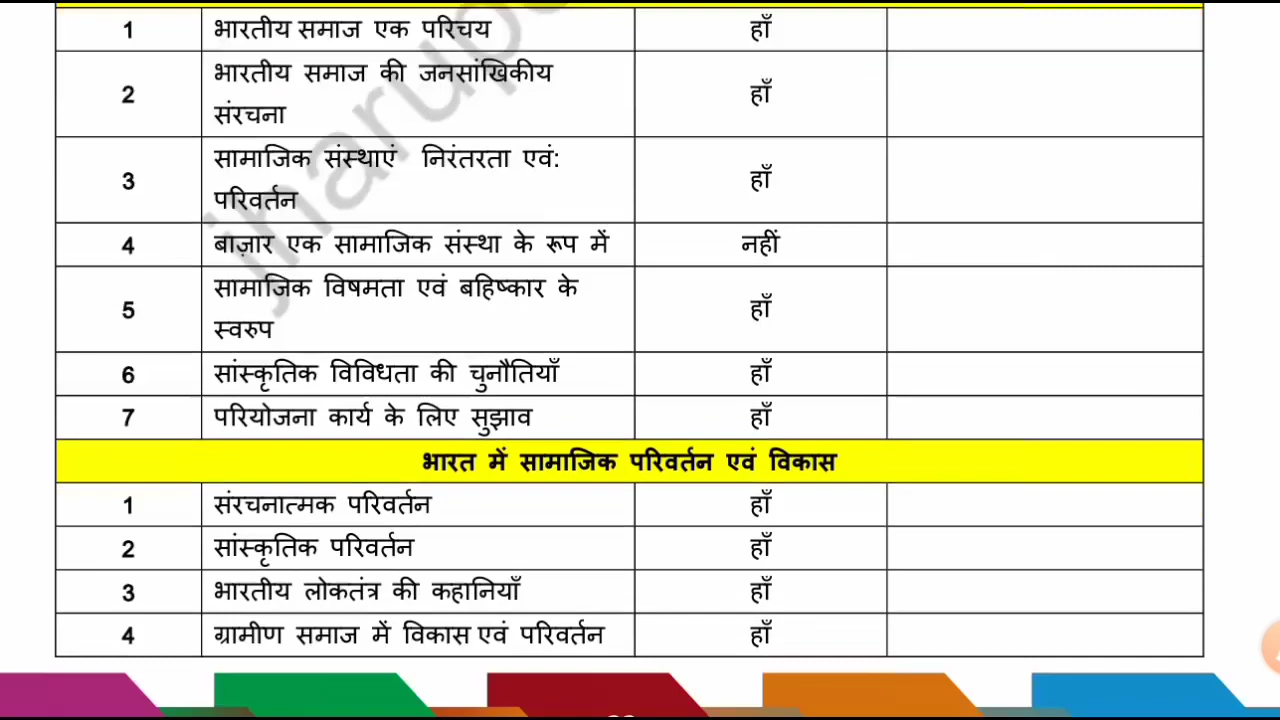 1 भारतीय समाज एक परिचय हाँ
2 भारतीय समाज की जनसांखिकीय हाँ
संरचना
3 सामाजिक संस्थाएं निरंतरता एवं: हाँ
परिवर्तन
4 बाज़ार एक सामाजिक संस्था के रूप में नहीं
5 सामाजिक विषमता एवं बहिष्कार के हाँ
स्वरुप
6 सांस्कृतिक विविधता की चुनौतियाँ हाँ
7 परियोजना कार्य के लिए सुझाव हाँ
भारत में सामाजिक परिवर्तन एवं विकास
1 संरचनात्मक परिवर्तन हाँ
2 सांस्कृतिक परिवर्तन हाँ
3 भारतीय लोकतंत्र की कहानियाँ हाँ
4 ग्रामीण समाज में विकास एवं परिवर्तन हाँ
jharup